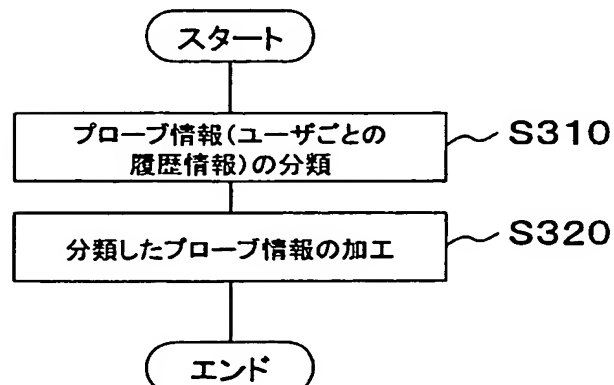 スタート
プローブ情報(ユーザごとの
履歴情報)の分類
S310
分類したプローブ情報の加工
S320
エンド